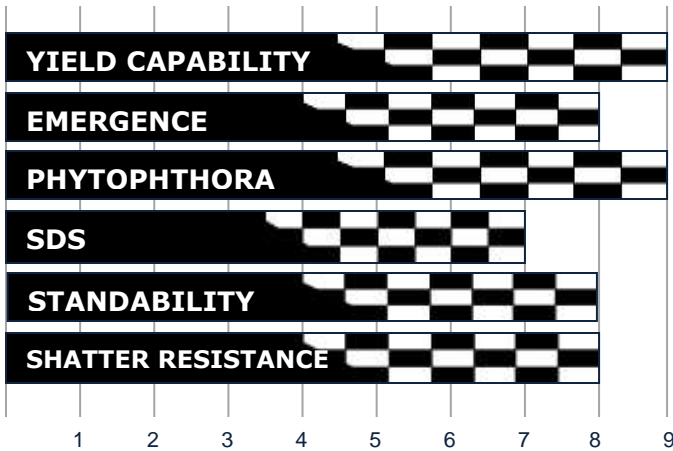 YIELD CAPABILITY
EMERGENCE
PHYTOPHTHORA
SDS
STANDABILITY
SHATTER RESISTANCE
1 2 3 4 5 6 7 8 9